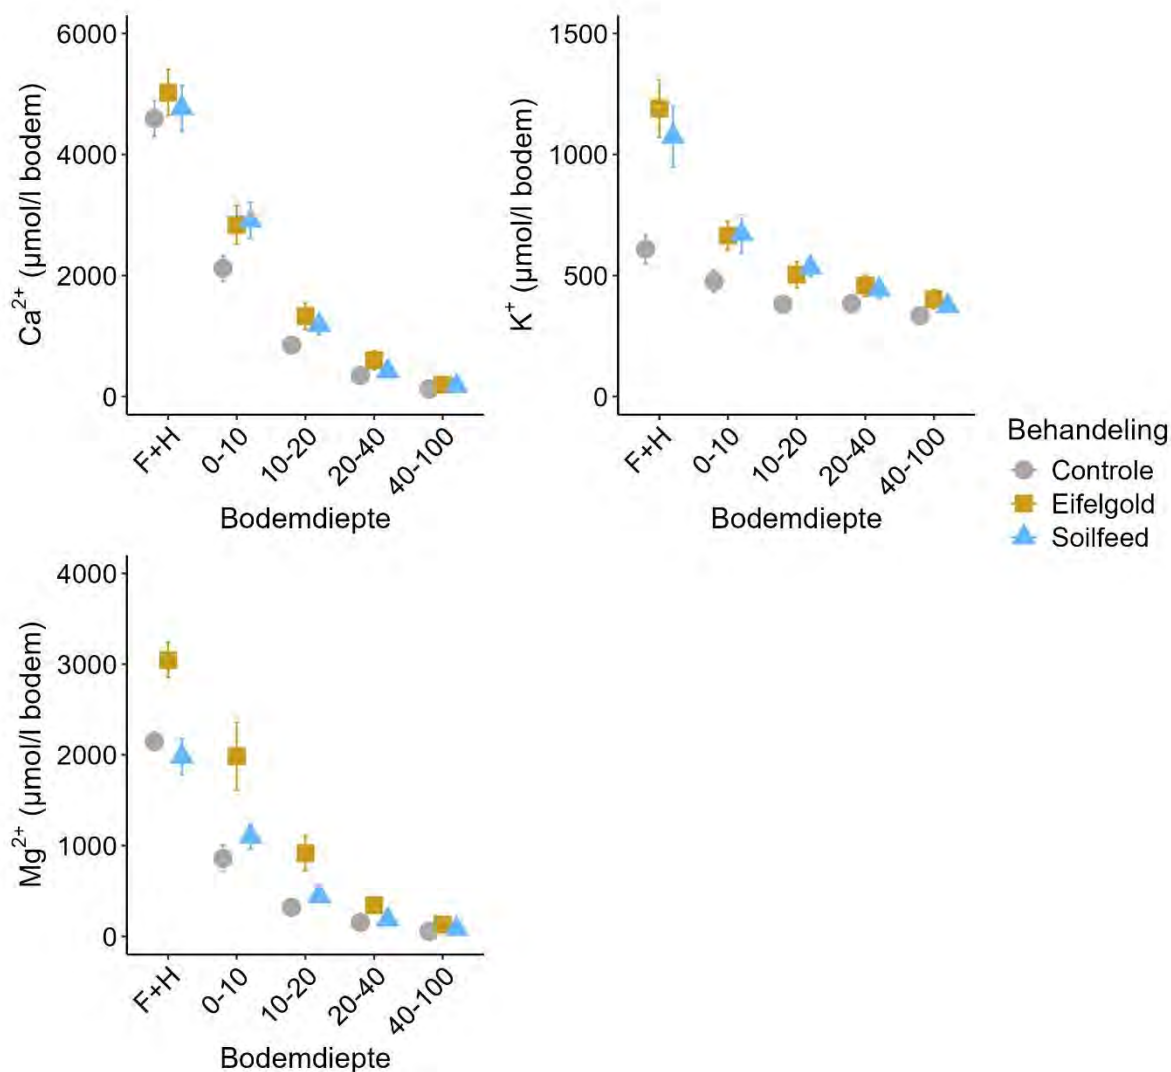 6000
4000
2000
0
Ca²⁺ (µmol/l bodem)
F+H
0-10
10-20
20-40
40-100
Bodemdiepte
1500
1000
500
0
K⁺ (µmol/l bodem)
F+H
0-10
10-20
20-40
40-100
Bodemdiepte
Behandeling
Controle
Eifelgold
Soilfeed
4000
3000
2000
1000
0
Mg²⁺ (µmol/l bodem)
F+H
0-10
10-20
20-40
40-100
Bodemdiepte